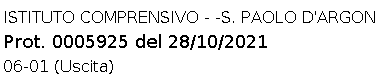 ISTITUTO COMPRENSIVO - -S. PAOLO D'ARGON
Prot. 0005925 del 28/10/2021
06-01 (Uscita)